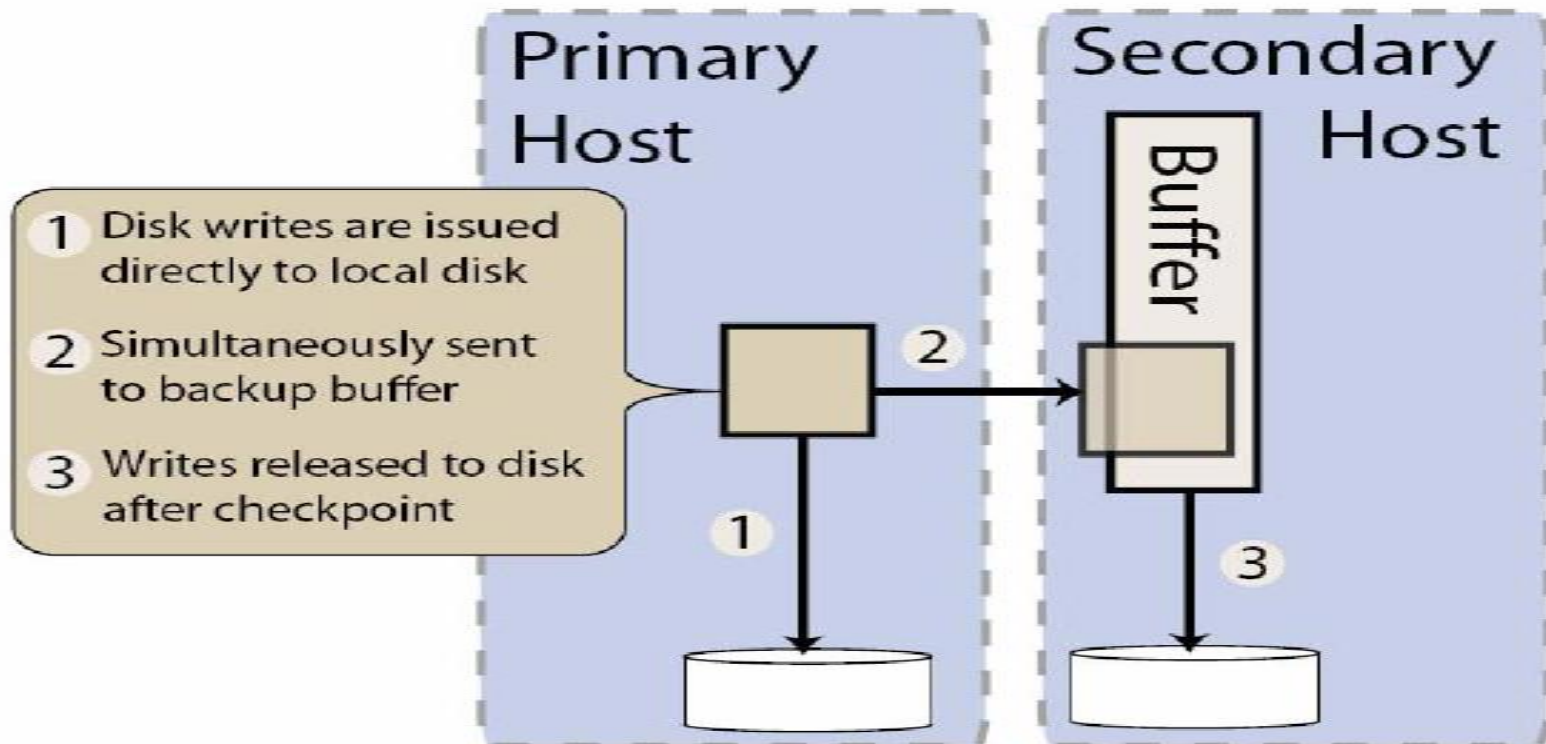 Primary
Host
Secondary
Host
Buffer
1 Disk writes are issued
directly to local disk
2 Simultaneously sent
to backup buffer
3 Writes released to disk
after checkpoint
2
1
3